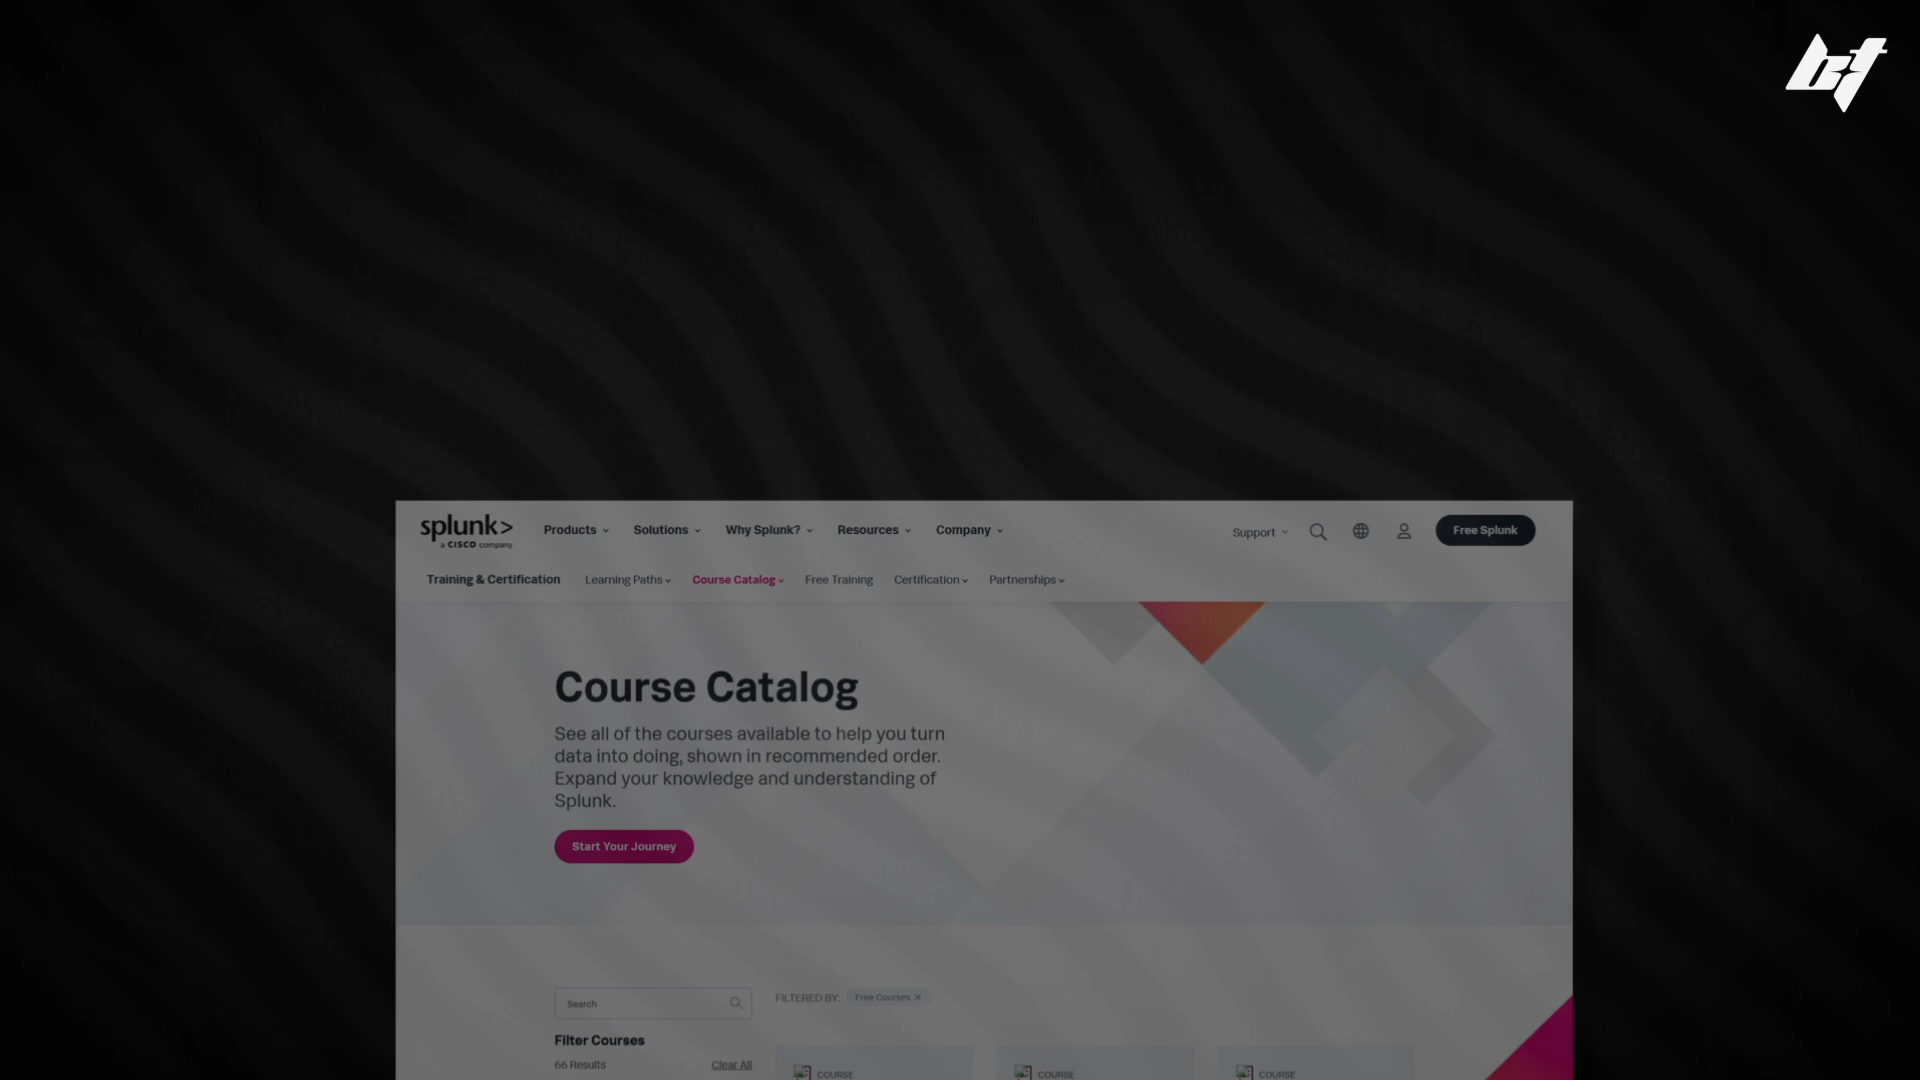 bt
splunk>
a CISCO company
Products
Solutions
Why Splunk?
Resources
Company
Support
Free Splunk
Training & Certification
Learning Paths
Course Catalog
Free Training
Certification
Partnerships
Course Catalog
See all of the courses available to help you turn
data into doing, shown in recommended order.
Expand your knowledge and understanding of
Splunk.
Start Your Journey
Search
FILTERED BY:
Free Courses ×
Filter Courses
66 Results
Clear All
COURSE
COURSE
COURSE